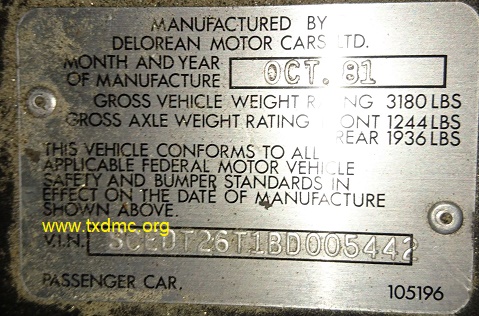 MANUFACTURED BY
DELOREAN MOTOR CARS LTD.
MONTH AND YEAR
OF MANUFACTURE OCT. 81
GROSS VEHICLE WEIGHT RATING 3180 LBS
GROSS AXLE WEIGHT RATING FRONT 1244 LBS
REAR 1936 LBS
THIS VEHICLE CONFORMS TO ALL
APPLICABLE FEDERAL MOTOR VEHICLE
SAFETY AND BUMPER STANDARDS IN
EFFECT ON THE DATE OF MANUFACTURE
SHOWN ABOVE.
www.txdmc.org
V.I.N. SCEDT26T1BD005442
PASSENGER CAR. 105196